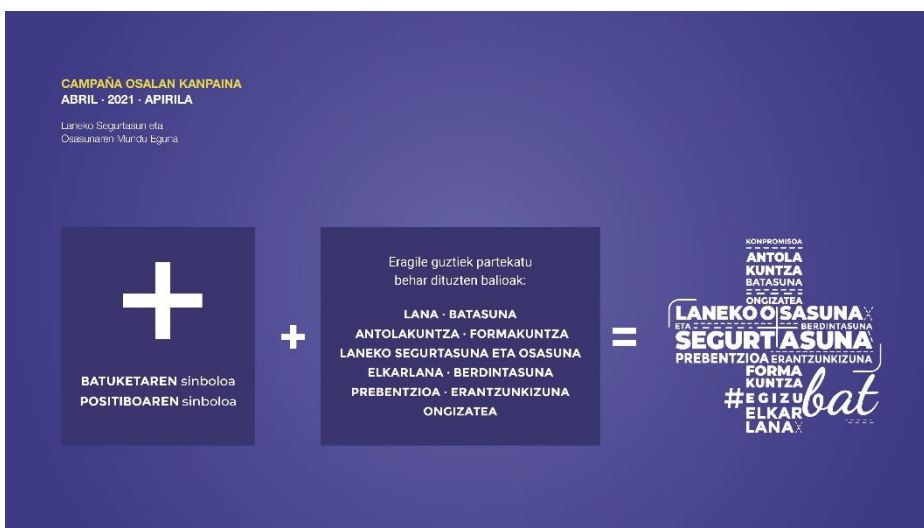 CAMPAÑA OSALAN KANPAINA
ABRIL · 2021 · APIRILA
Laneko Segurtasun eta
Osasunaren Mundu Eguna
+
BATUKETAREN sinboloa
POSITIBOAREN sinboloa
+
Eragile guztiek partekatu
behar dituzten balioak:
LANA · BATASUNA
ANTOLAKUNTZA · FORMAKUNTZA
LANEKO SEGURTASUNA ETA OSASUNA
ELKARLANA · BERDINTASUNA
PREBENTZIOA · ERANTZUNKIZUNA
ONGIZATEA
=
KONPROMISOA
ANTOLA
KUNTZA
BATASUNA
ONGIZATEA
LANEKO OSASUNA
ETA BERDINTASUNA
SEGURTASUNA
PREBENTZIOA ERANTZUNKIZUNA
FORMA
KUNTZA
#EGIZU bat
ELKAR
LANA